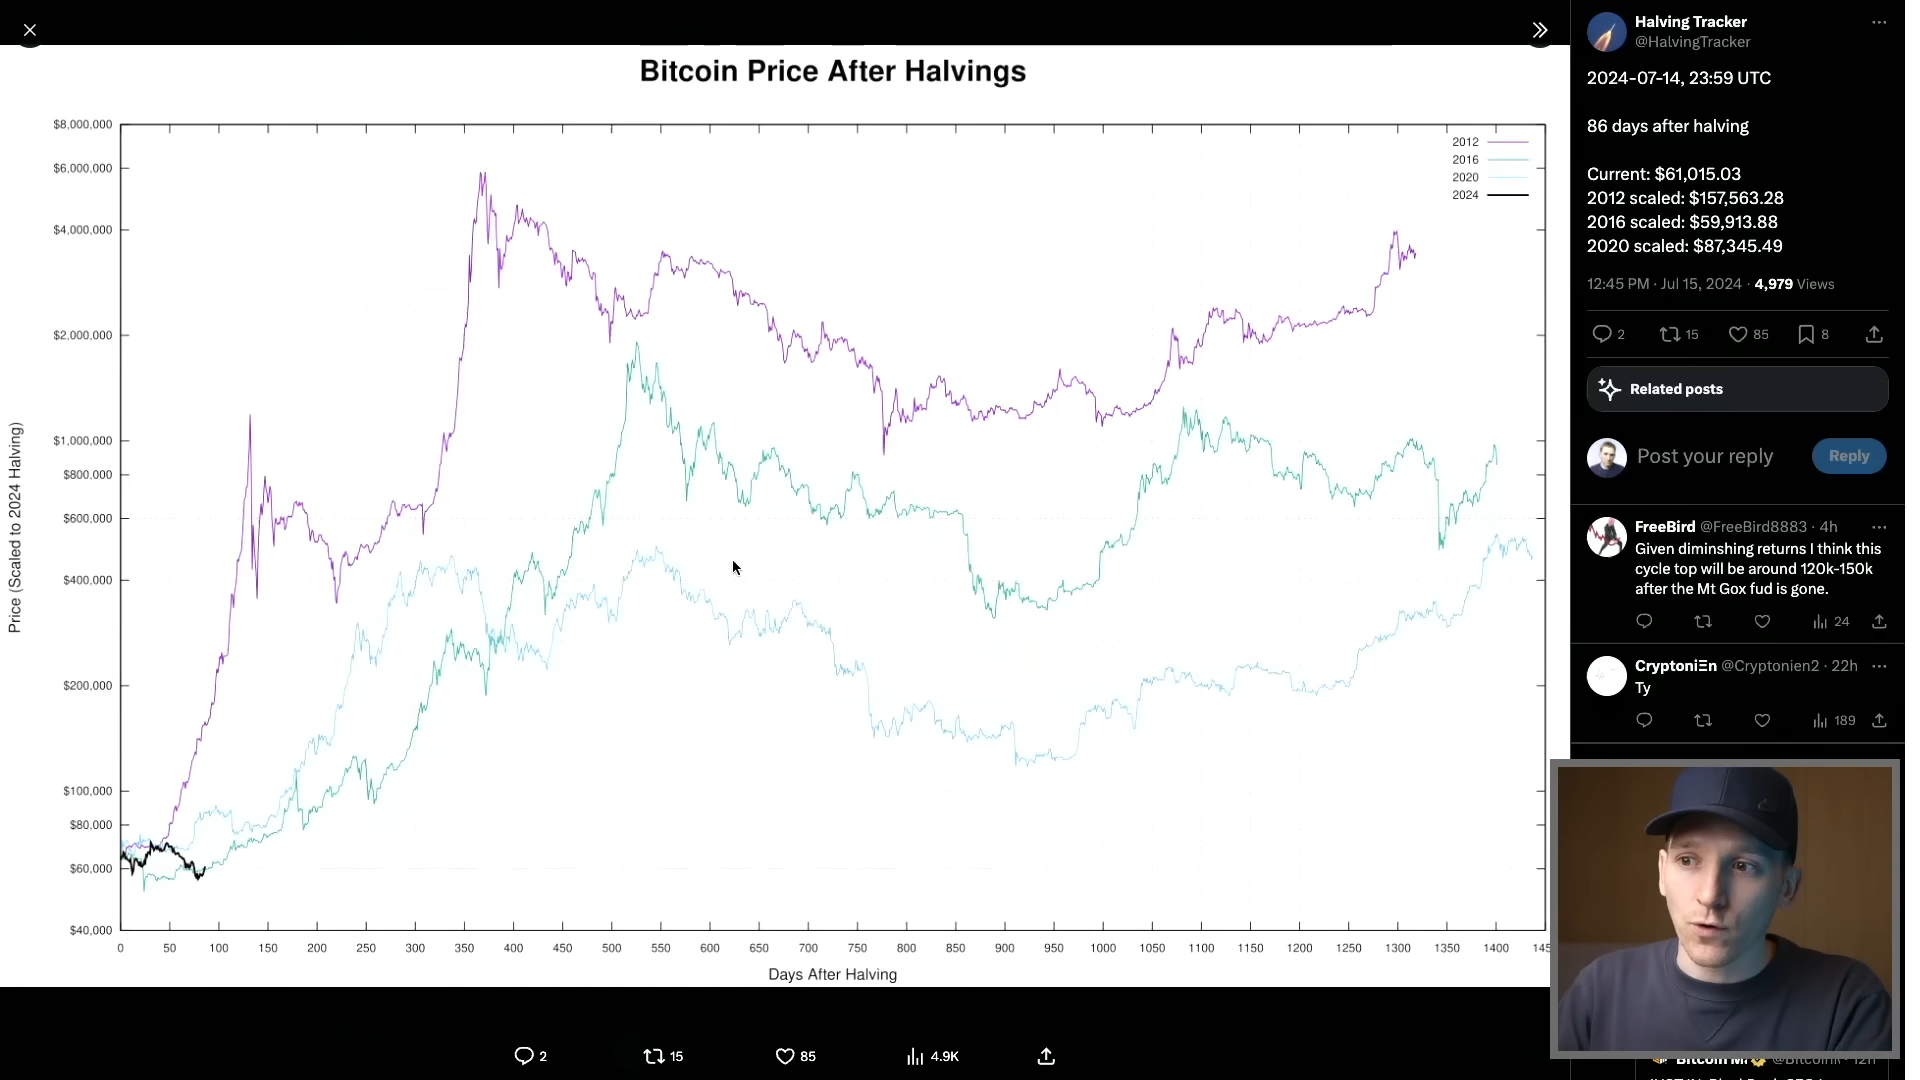 Bitcoin Price After Halvings
$8,000,000
$6,000,000
$4,000,000
$2,000,000
$1,000,000
$800,000
$600,000
$400,000
$200,000
$100,000
$80,000
$60,000
$40,000
Price (Scaled to 2024 Halving)
2012
2016
2020
2024
0 50 100 150 200 250 300 350 400 450 500 550 600 650 700 750 800 850 900 950 1000 1050 1100 1150 1200 1250 1300 1350 1400 145
Days After Halving
2 15 85 4.9K
Halving Tracker
@HalvingTracker
2024-07-14, 23:59 UTC
86 days after halving
Current: $61,015.03
2012 scaled: $157,563.28
2016 scaled: $59,913.88
2020 scaled: $87,345.49
12:45 PM · Jul 15, 2024 · 4,979 Views
2 15 85 8
Related posts
Post your reply Reply
FreeBird @FreeBird8883 · 4h
Given diminshing returns I think this
cycle top will be around 120k-150k
after the Mt Gox fud is gone.
24
CryptoniΞn @Cryptonien2 · 22h
Ty
189